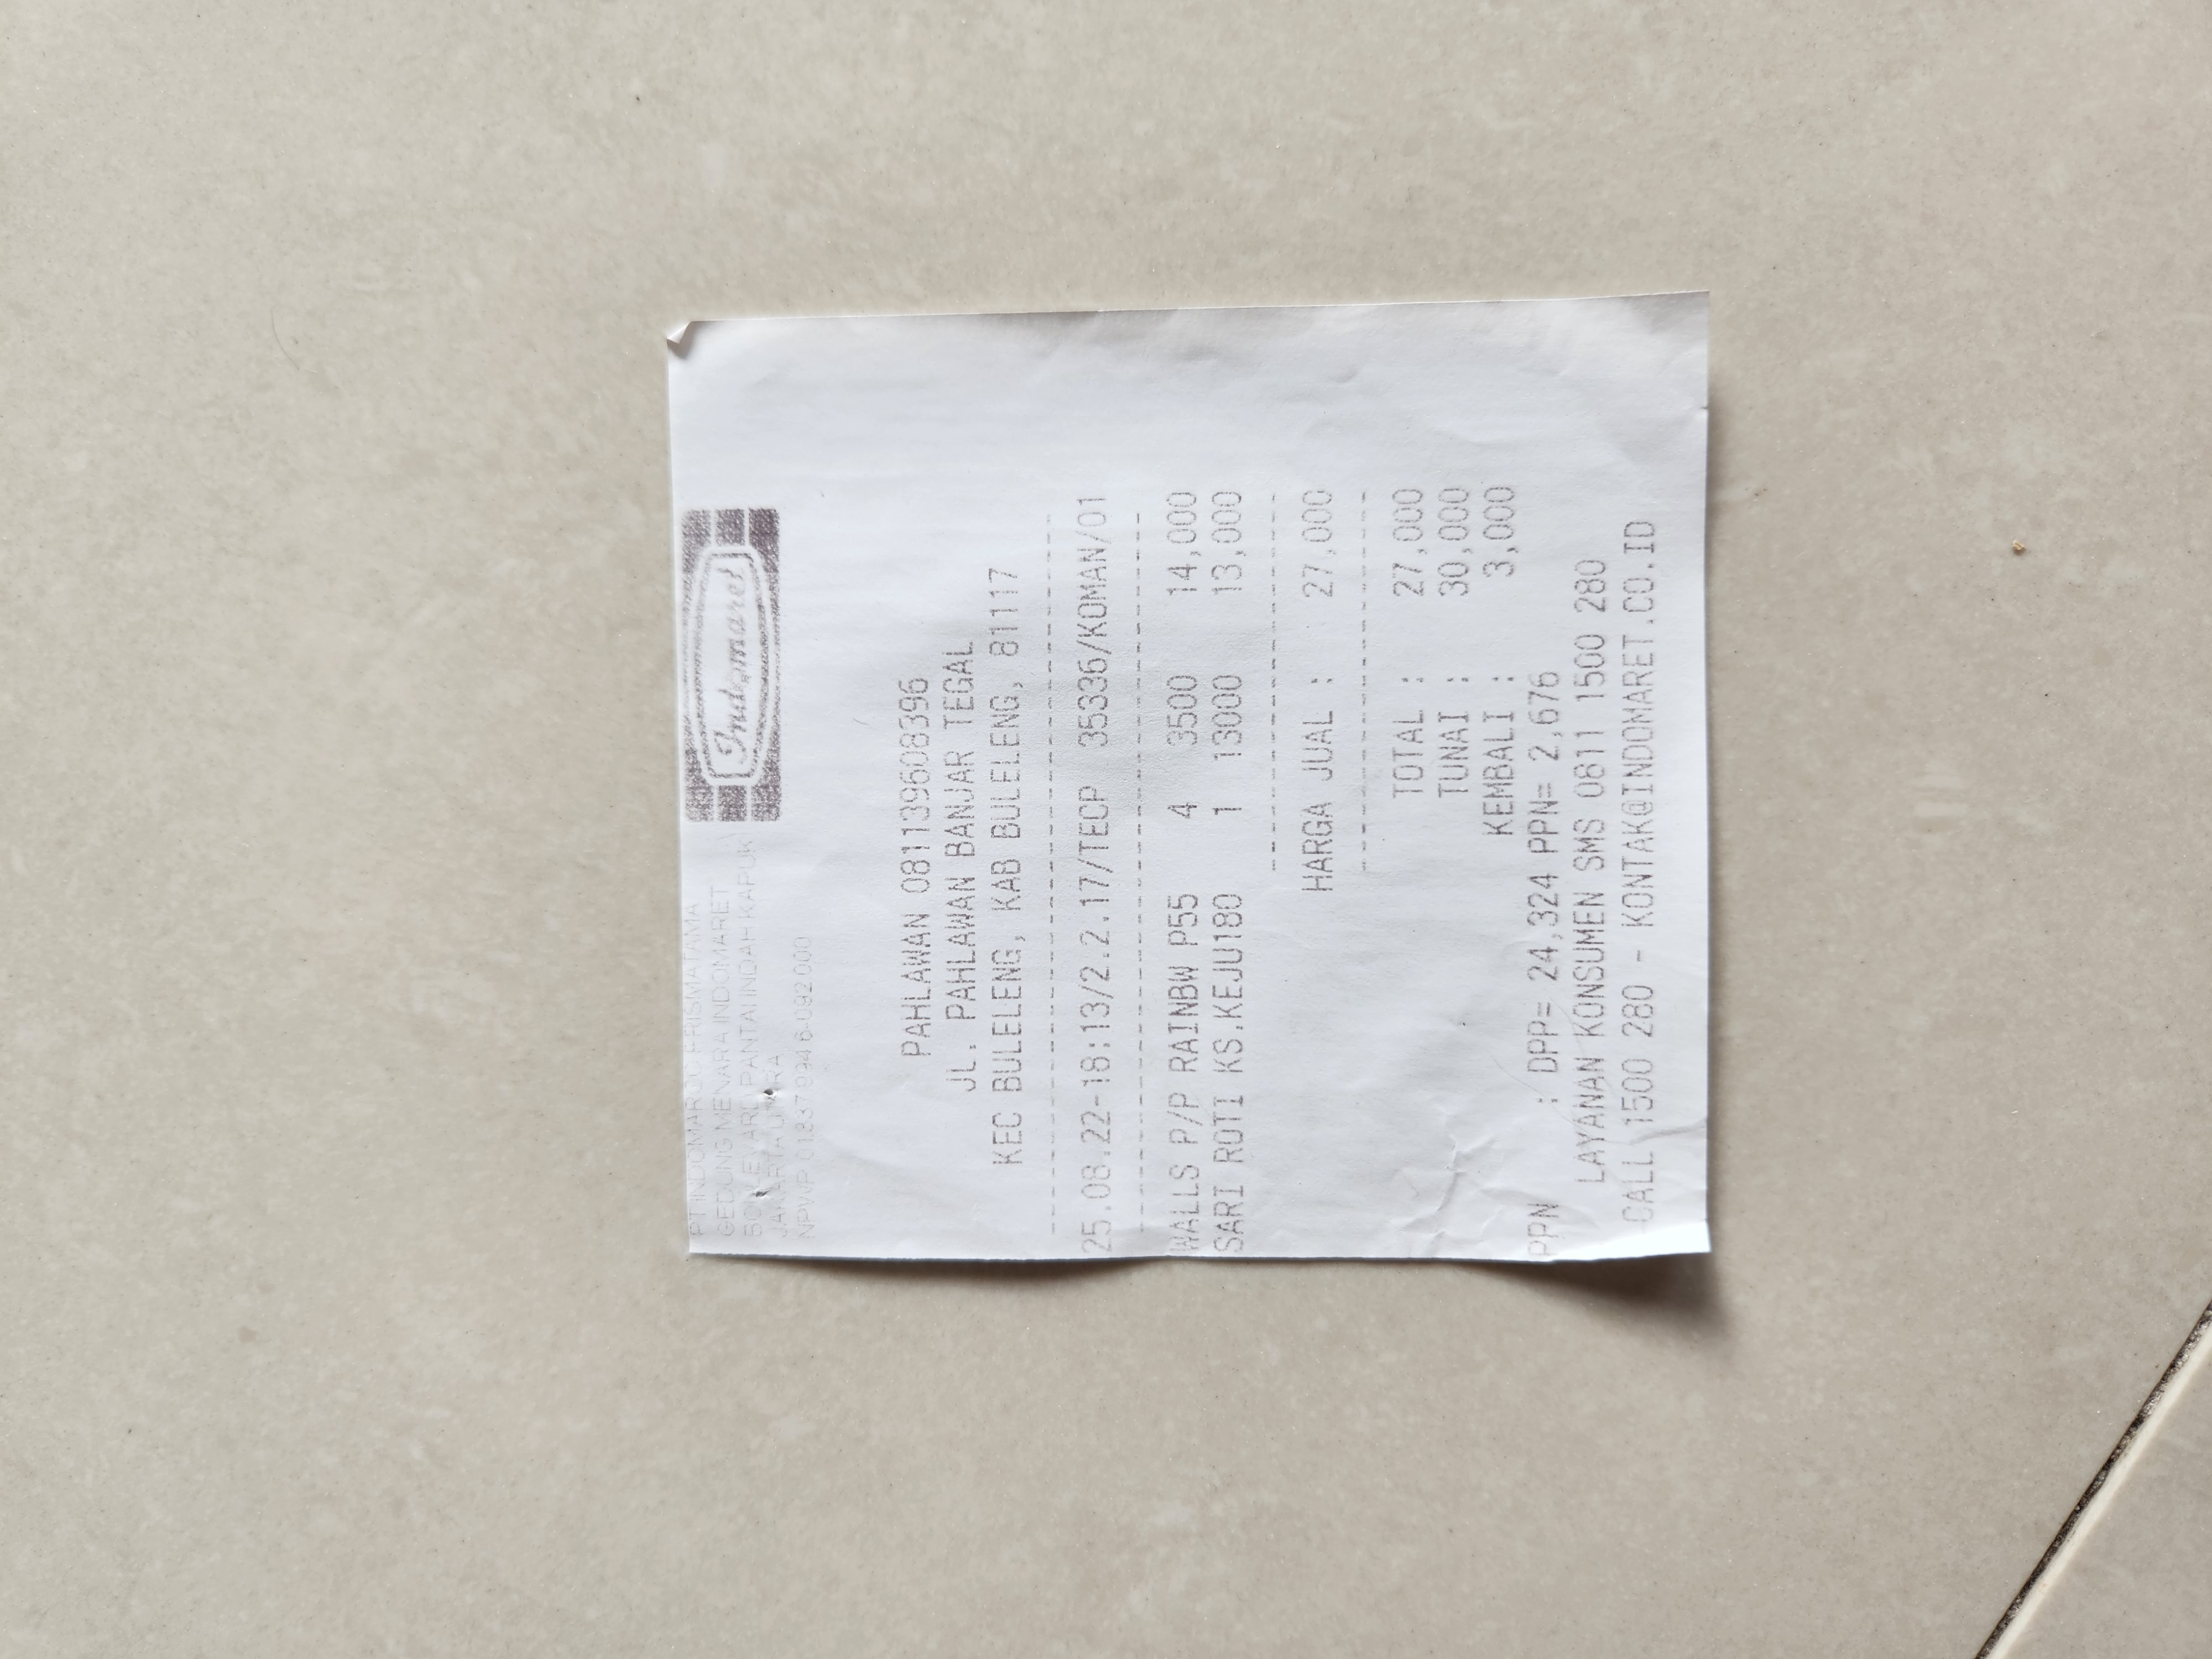 PT.INDOMARCO PRISMATAMA
GEDUNG MENARA INDOMARET
BOULEVARD PANTAI INDAH KAPUK
JAKARTA UTARA
NPWP 01.337.994.6-092.000
Indomaret
PAHLAWAN 081139608396
JL. PAHLAWAN BANJAR TEGAL
KEC BULELENG, KAB BULELENG, 81117
25.08.22-18:13/2.2.17/TECP 35336/KOMAN/01
WALLS P/P RAINBW P55 4 3500 14,000
SARI ROTI KS.KEJU180 1 13000 13,000
HARGA JUAL : 27,000
TOTAL : 27,000
TUNAI : 30,000
KEMBALI : 3,000
PPN : DPP= 24,324 PPN= 2,676
LAYANAN KONSUMEN SMS 0811 1500 280
CALL 1500 280 - KONTAK@INDOMARET.CO.ID